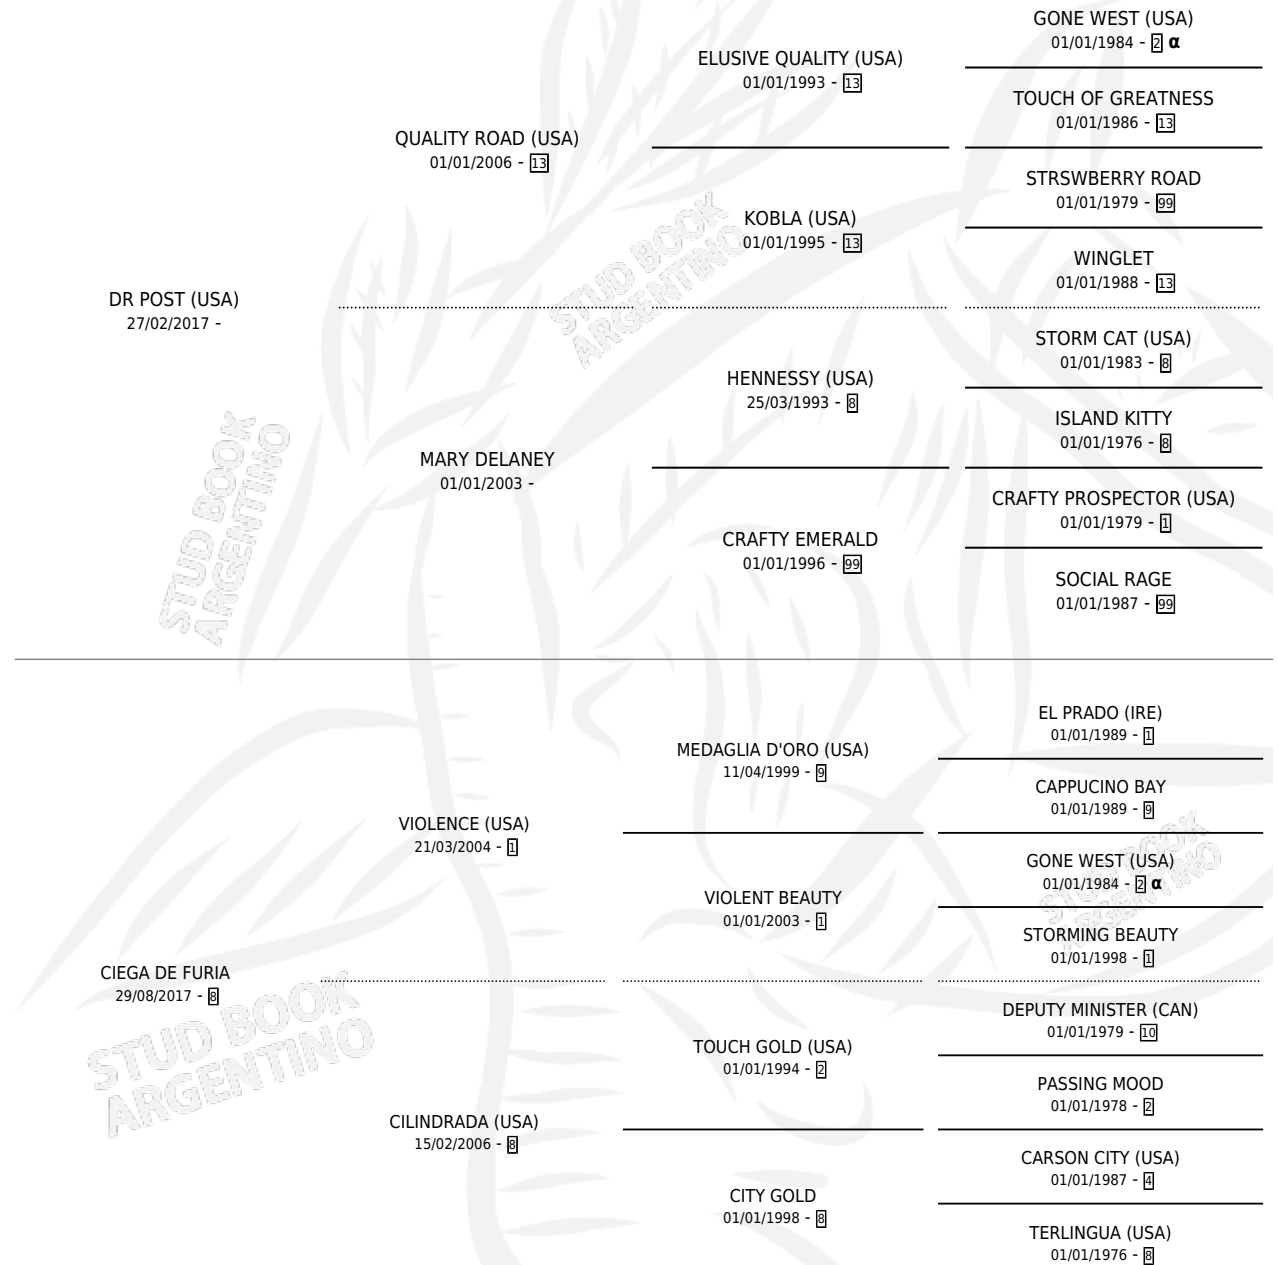 GONE WEST (USA)
01/01/1984 - 2 α
ELUSIVE QUALITY (USA)
01/01/1993 - 13
TOUCH OF GREATNESS
01/01/1986 - 13
QUALITY ROAD (USA)
01/01/2006 - 13
STRSWBERRY ROAD
01/01/1979 - 99
KOBLA (USA)
01/01/1995 - 13
WINGLET
01/01/1988 - 13
STUD BOOK
ARGENTINO
DR POST (USA)
27/02/2017 -
STORM CAT (USA)
01/01/1983 - 8
HENNESSY (USA)
25/03/1993 - 8
ISLAND KITTY
01/01/1976 - 8
MARY DELANEY
01/01/2003 -
CRAFTY PROSPECTOR (USA)
01/01/1979 - 1
CRAFTY EMERALD
01/01/1996 - 99
SOCIAL RAGE
01/01/1987 - 99
STUD BOOK
ARGENTINO
EL PRADO (IRE)
01/01/1989 - 1
MEDAGLIA D'ORO (USA)
11/04/1999 - 9
CAPPUCINO BAY
01/01/1989 - 9
VIOLENCE (USA)
21/03/2004 - 1
GONE WEST (USA)
01/01/1984 - 2 α
VIOLENT BEAUTY
01/01/2003 - 1
STORMING BEAUTY
01/01/1998 - 1
STUD BOOK
ARGENTINO
CIEGA DE FURIA
29/08/2017 - 8
DEPUTY MINISTER (CAN)
01/01/1979 - 10
TOUCH GOLD (USA)
01/01/1994 - 2
PASSING MOOD
01/01/1978 - 2
STUD BOOK
ARGENTINO
CILINDRADA (USA)
15/02/2006 - 8
CARSON CITY (USA)
01/01/1987 - 4
CITY GOLD
01/01/1998 - 8
TERLINGUA (USA)
01/01/1976 - 8